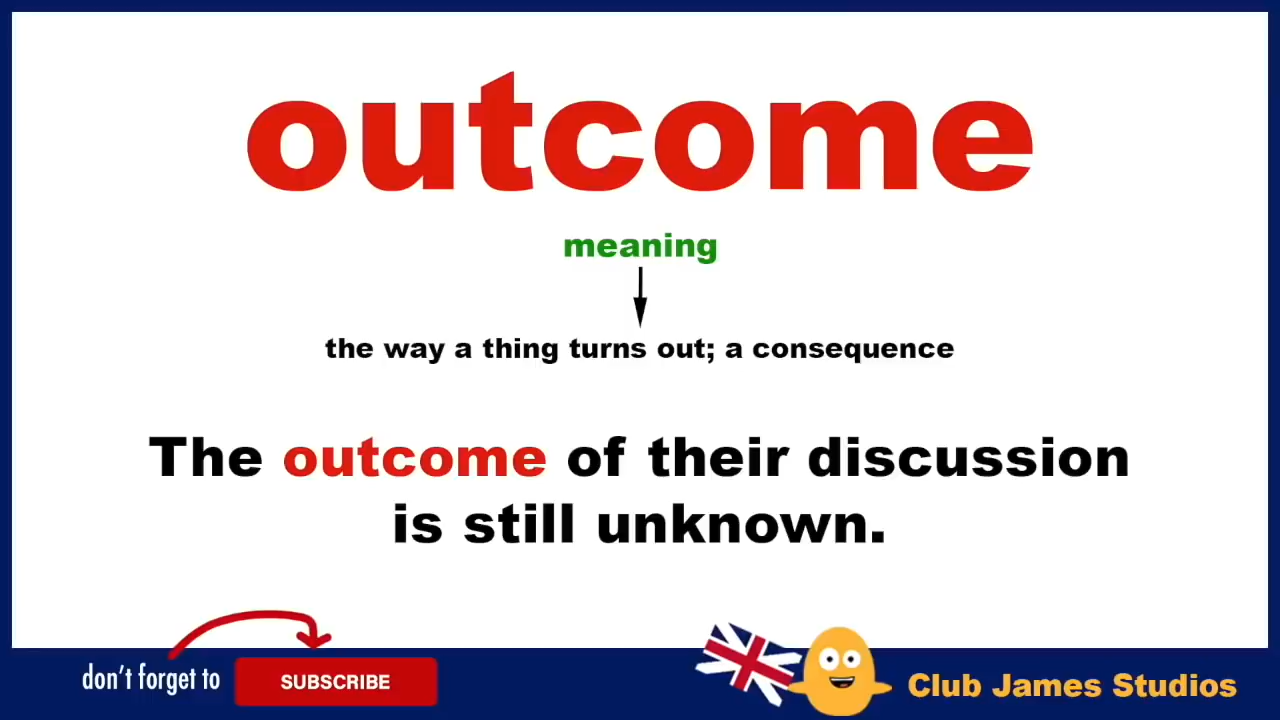 outcome
meaning
the way a thing turns out; a consequence
The outcome of their discussion
is still unknown.
don't forget to
SUBSCRIBE
Club James Studios